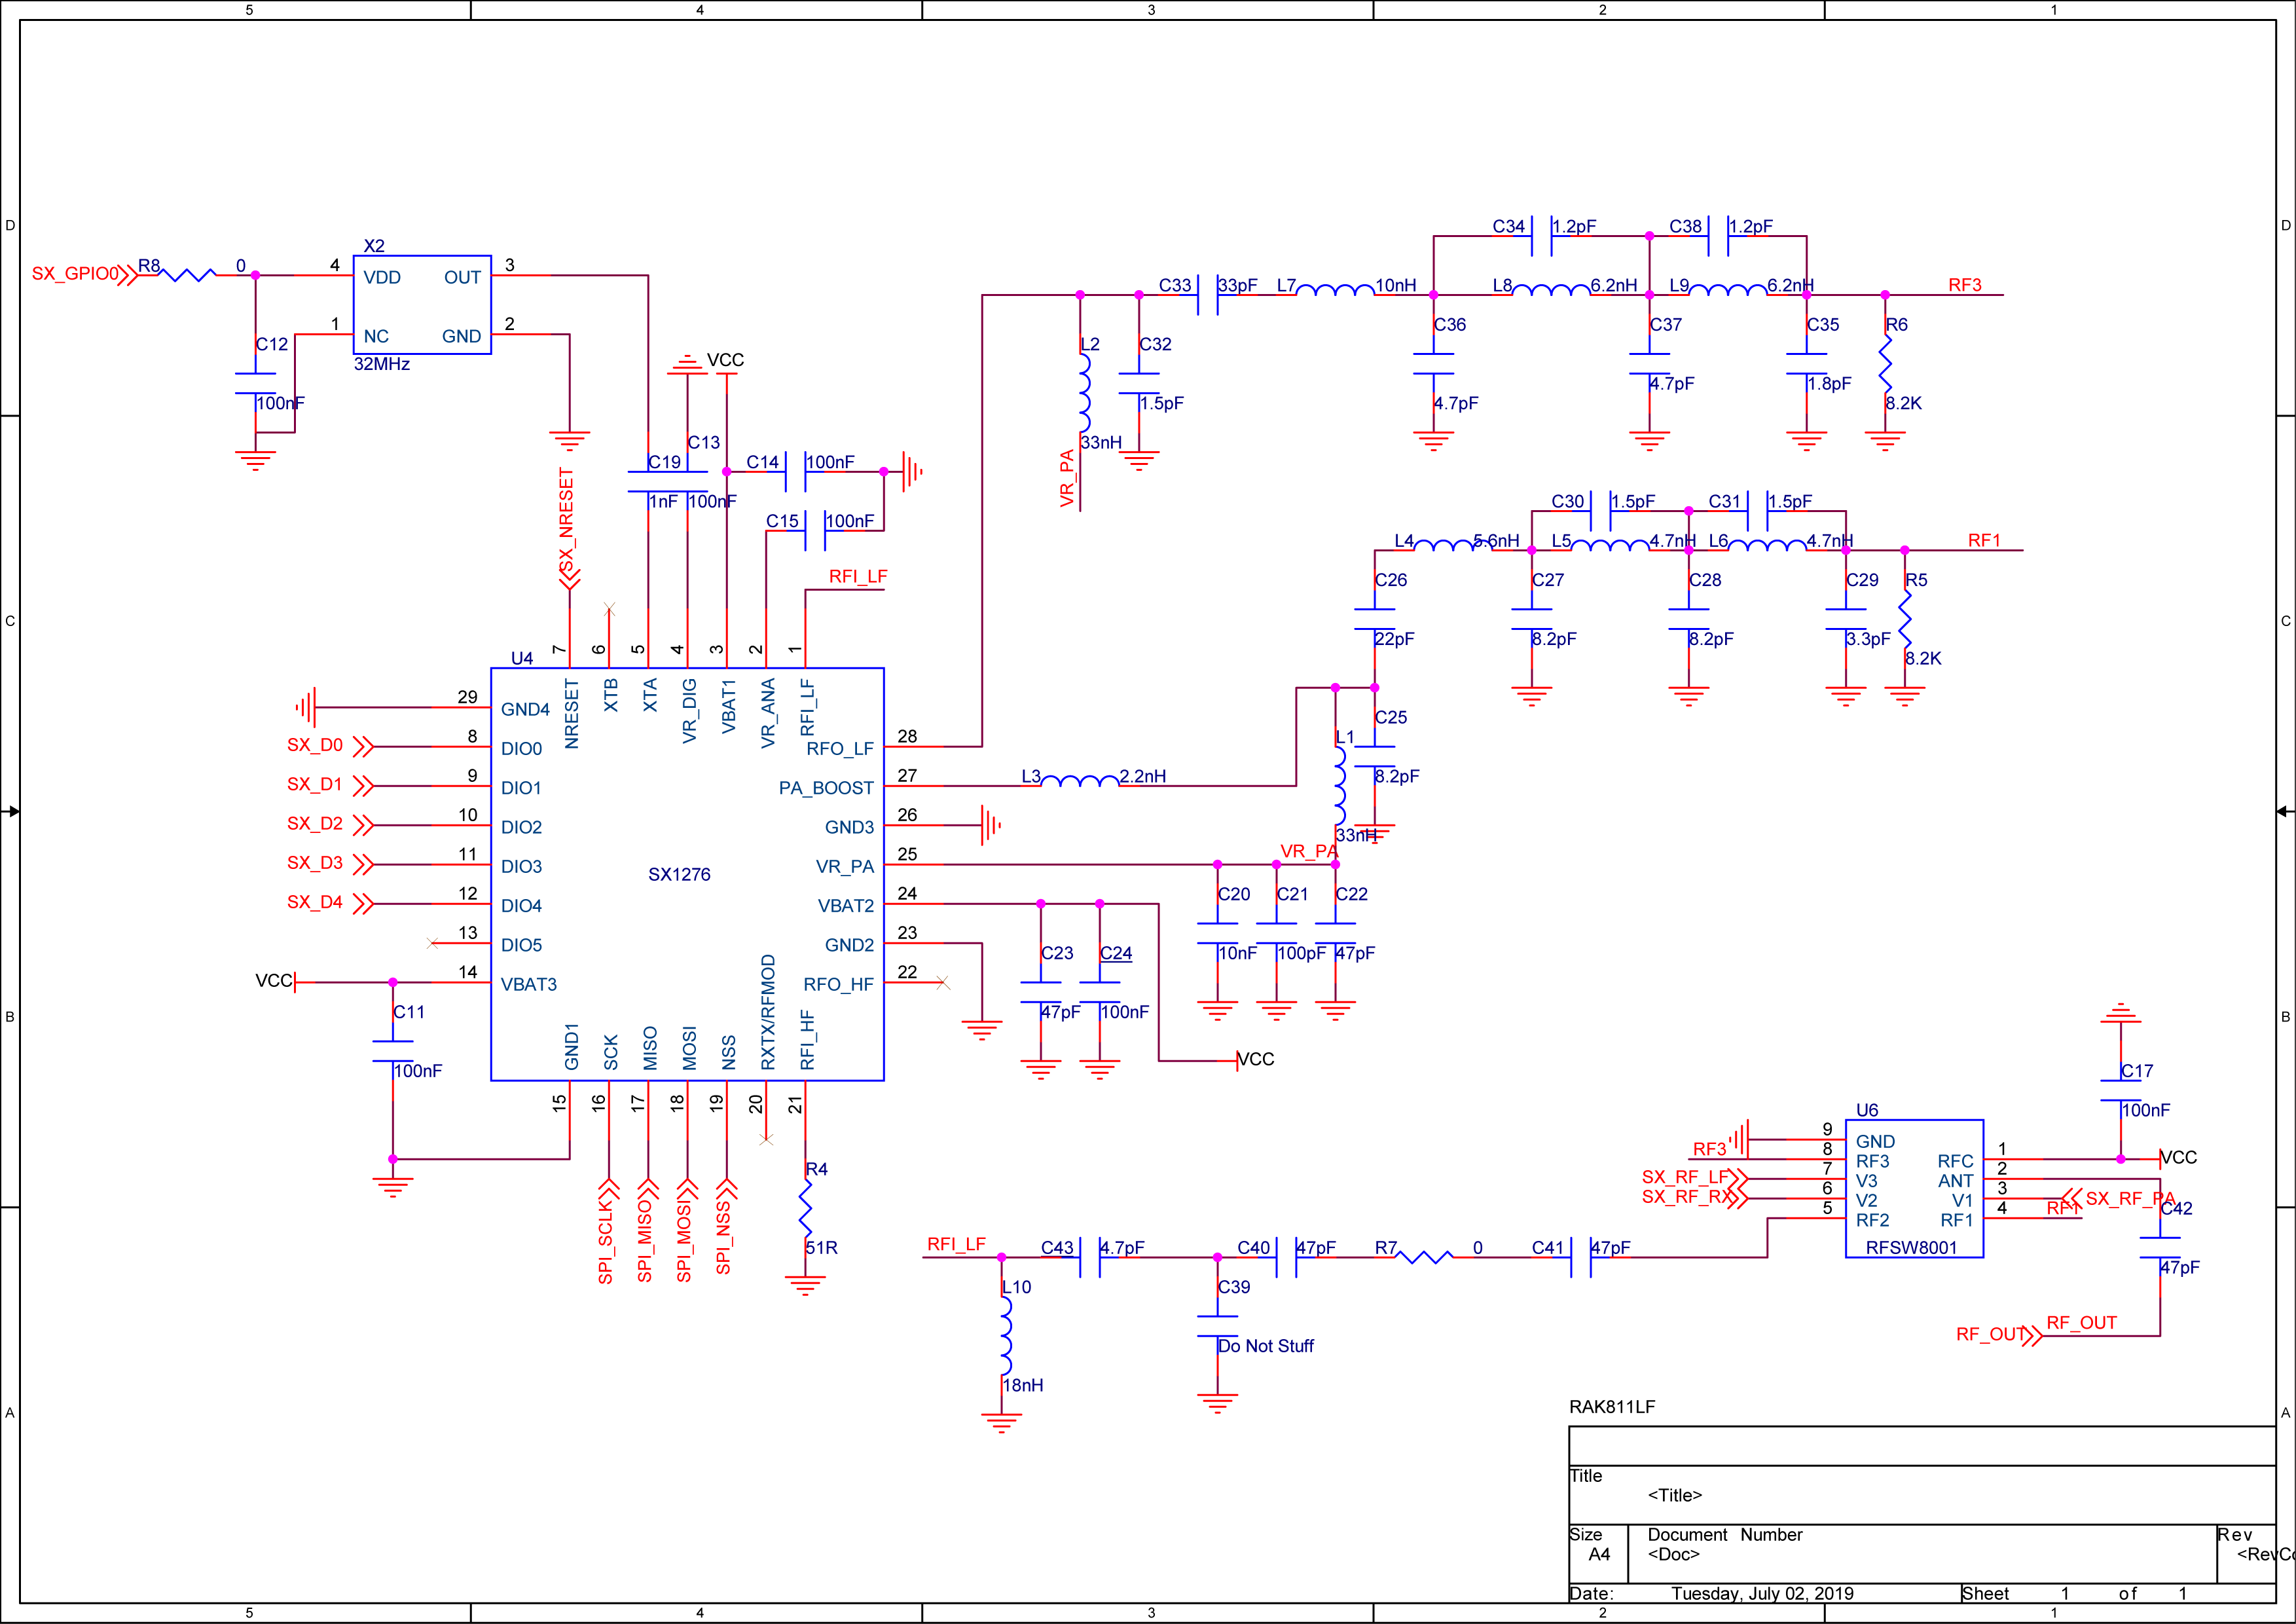 5 4 3 2 1
D D
C C
B B
A A
SX_GPIO0
R8
0
C12
100nF
X2
4 VDD OUT 3
1 NC GND 2
32MHz
VCC
C13
C19
1nF
100nF
C14
100nF
C15
100nF
SX_NRESET
RFI_LF
7
6
5
4
3
2
1
U4
NRESET
XTB
XTA
VR_DIG
VBAT1
VR_ANA
RFI_LF
29 GND4
SX_D0 8 DIO0
SX_D1 9 DIO1
SX_D2 10 DIO2
SX_D3 11 DIO3
SX_D4 12 DIO4
13 DIO5
VCC 14 VBAT3
C11
100nF
SX1276
RFO_LF 28
PA_BOOST 27
GND3 26
VR_PA 25
VBAT2 24
GND2 23
RFO_HF 22
GND1
SCK
MISO
MOSI
NSS
RXTX/RFMOD
RFI_HF
15
16
17
18
19
20
21
SPI_SCLK
SPI_MISO
SPI_MOSI
SPI_NSS
R4
51R
L2
33nH
VR_PA
C32
1.5pF
C33
33pF
L7
10nH
C34
1.2pF
C38
1.2pF
L8
6.2nH
L9
6.2nH
RF3
C36
4.7pF
C37
4.7pF
C35
1.8pF
R6
8.2K
C30
1.5pF
C31
1.5pF
L4
5.6nH
L5
4.7nH
L6
4.7nH
RF1
C26
22pF
C27
8.2pF
C28
8.2pF
C29
3.3pF
R5
8.2K
C25
8.2pF
L1
33nH
L3
2.2nH
VR_PA
C20
10nF
C21
100pF
C22
47pF
C23
47pF
C24
100nF
VCC
RFI_LF
L10
18nH
C43
4.7pF
C39
Do Not Stuff
C40
47pF
R7
0
C41
47pF
C17
100nF
U6
9 GND
RF3 8 RF3 RFC 1 VCC
SX_RF_LF 7 V3 ANT 2
SX_RF_RX 6 V2 V1 3 SX_RF_PA
5 RF2 RF1 4 RF1
RFSW8001
C42
47pF
RF_OUT
RF_OUT
RAK811LF
Title
<Title>
Size Document Number Rev
A4 <Doc> <RevCo
Date: Tuesday, July 02, 2019 Sheet 1 of 1
5 4 3 2 1